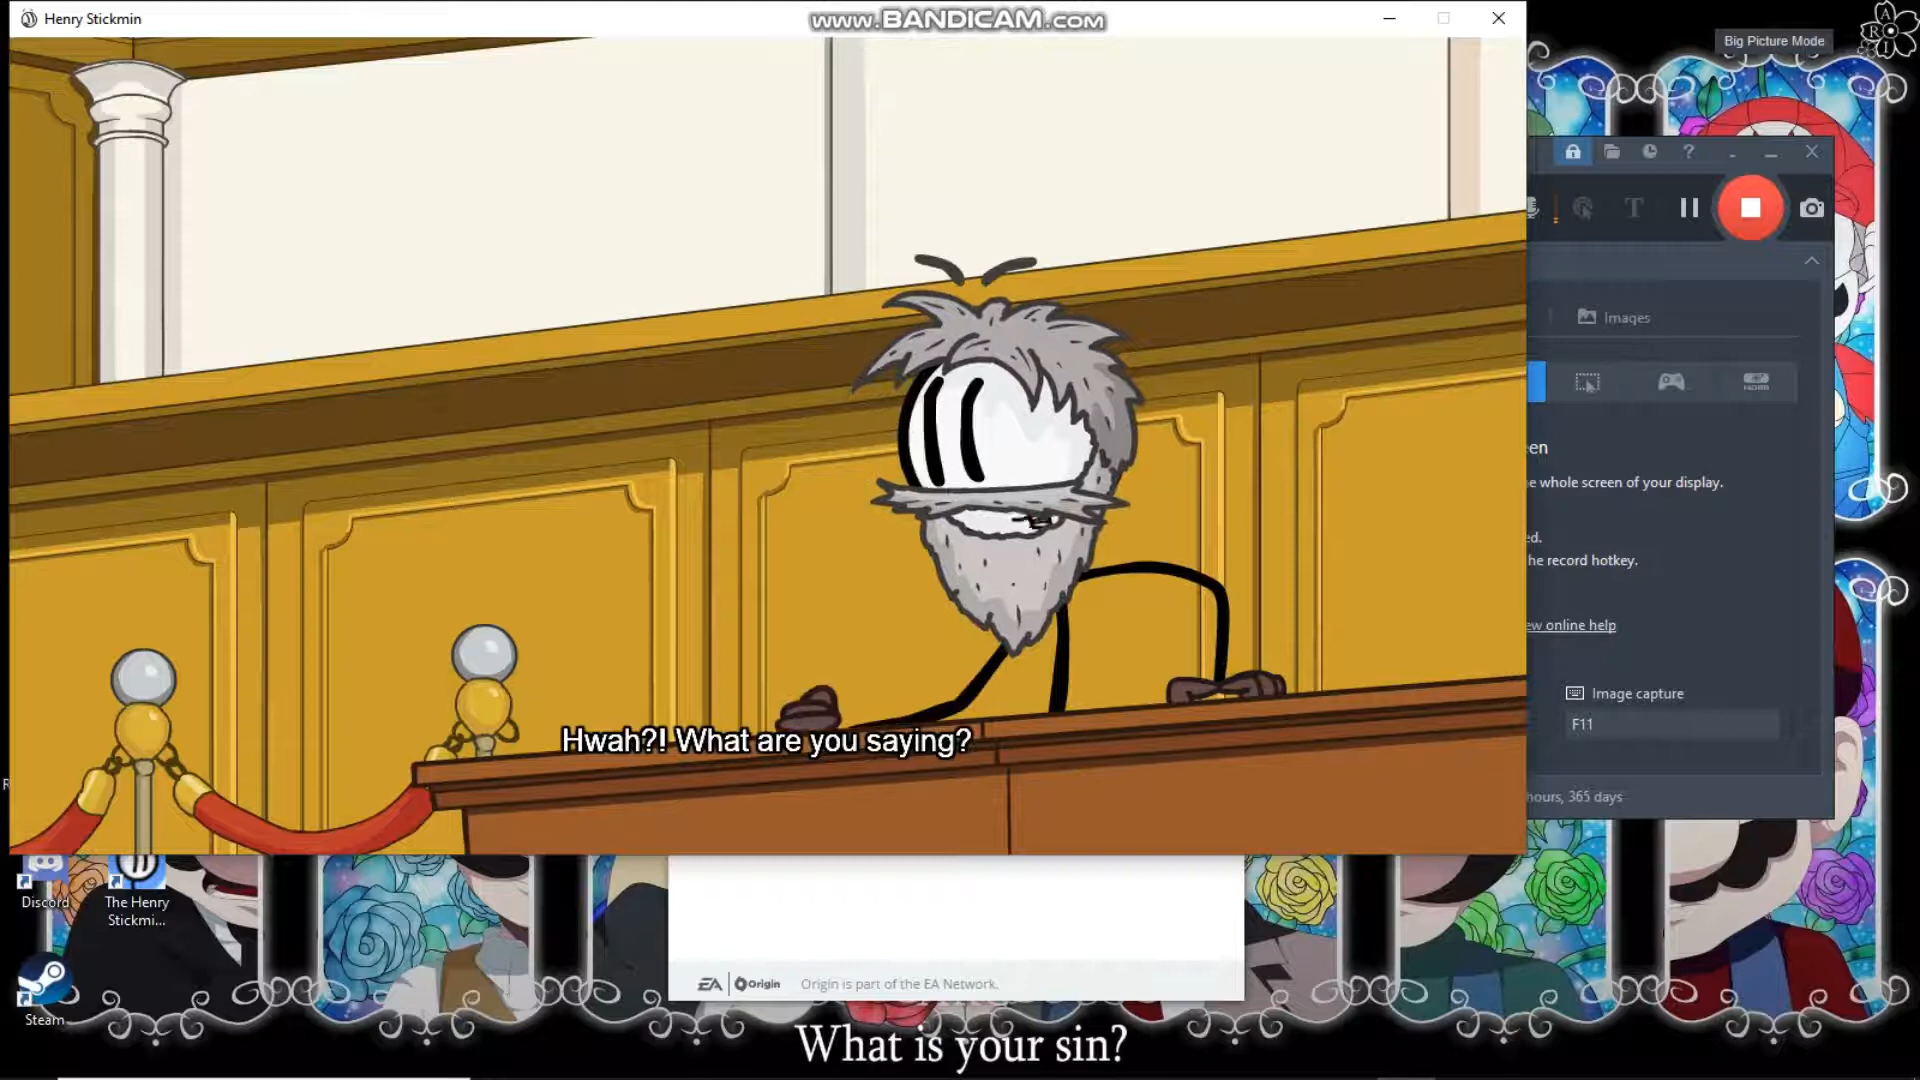 Henry Stickmin
www.BANDICAM.com
Big Picture Mode
A
R
I
Images
en
e whole screen of your display.
ed.
he record hotkey.
ew online help
Image capture
F11
hours, 365 days
Hwah?! What are you saying?
Discord
The Henry
Stickmi...
Steam
EA
Origin
Origin is part of the EA Network.
What is your sin?